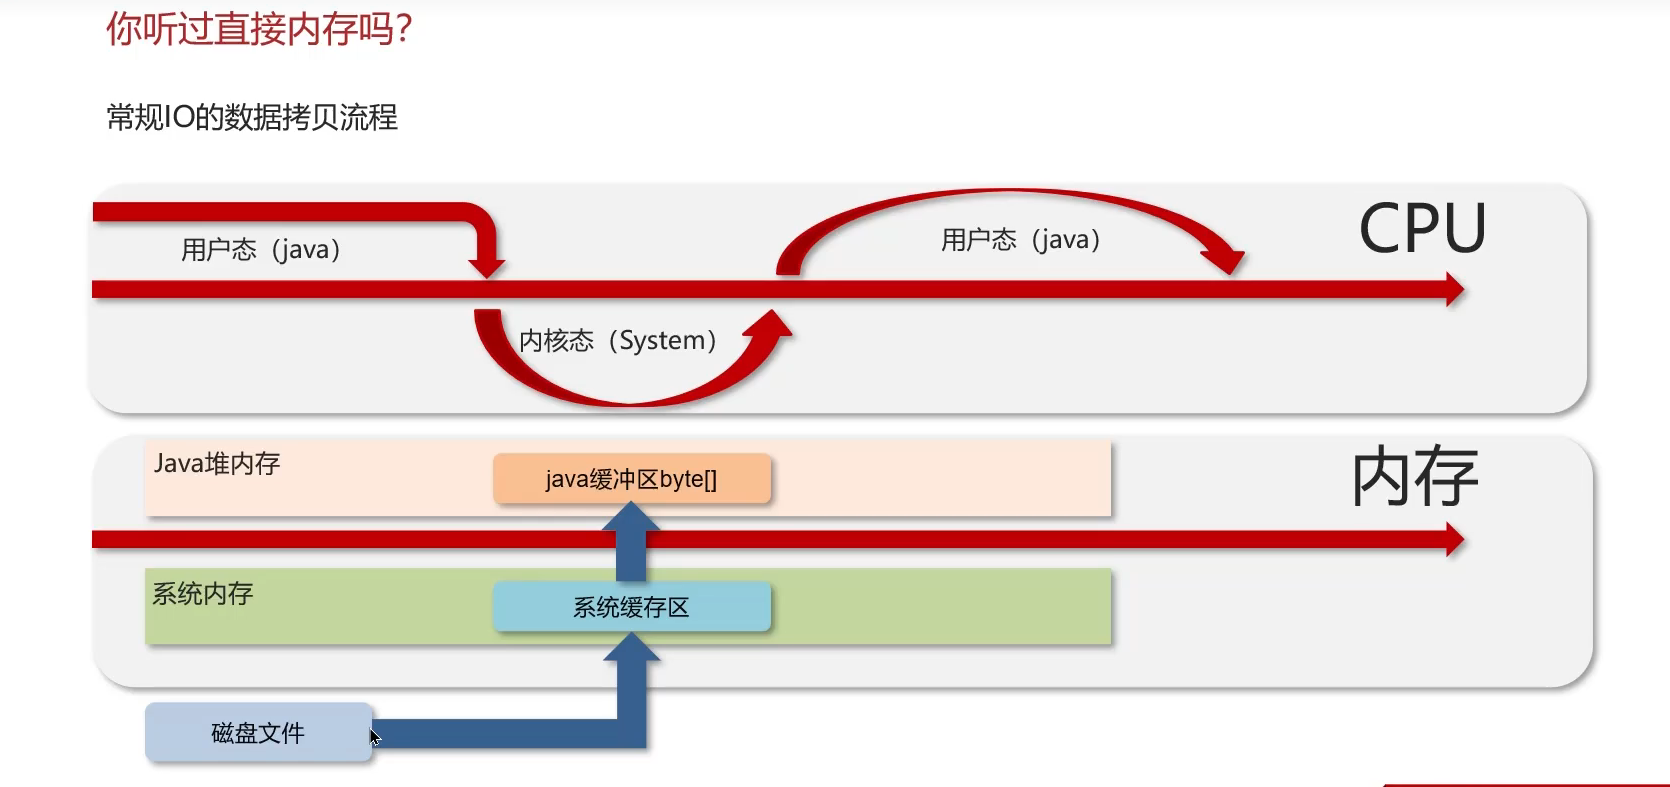 你听过直接内存吗？
常规IO的数据拷贝流程
CPU
用户态（java）
用户态（java）
内核态（System）
Java堆内存
java缓冲区byte[]
内存
系统内存
系统缓存区
磁盘文件